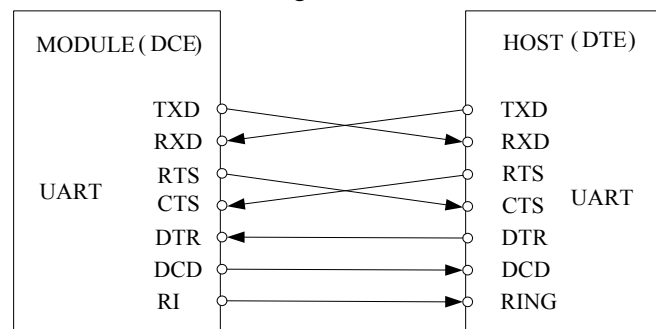 MODULE ( DCE)
HOST ( DTE)
TXD TXD
RXD RXD
RTS RTS
UART CTS CTS UART
DTR DTR
DCD DCD
RI RING